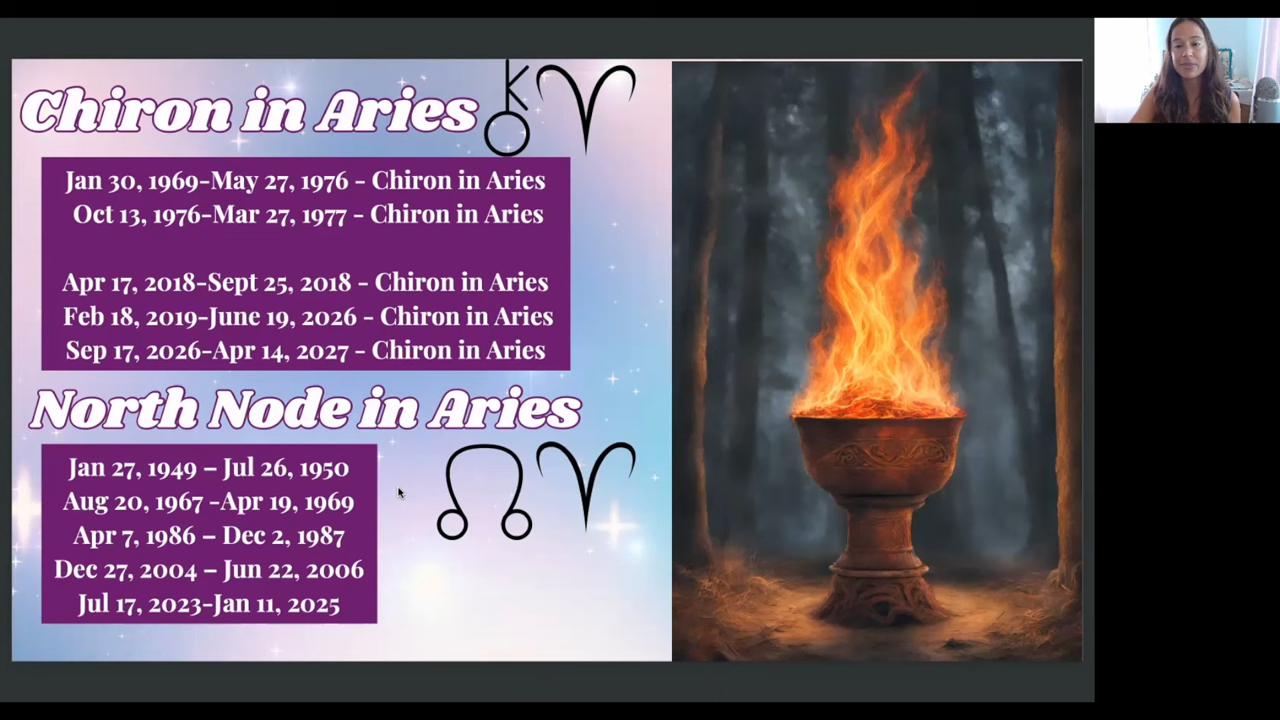 Chiron in Aries
Jan 30, 1969-May 27, 1976 - Chiron in Aries
Oct 13, 1976-Mar 27, 1977 - Chiron in Aries
Apr 17, 2018-Sept 25, 2018 - Chiron in Aries
Feb 18, 2019-June 19, 2026 - Chiron in Aries
Sep 17, 2026-Apr 14, 2027 - Chiron in Aries
North Node in Aries
Jan 27, 1949 – Jul 26, 1950
Aug 20, 1967 -Apr 19, 1969
Apr 7, 1986 – Dec 2, 1987
Dec 27, 2004 – Jun 22, 2006
Jul 17, 2023-Jan 11, 2025